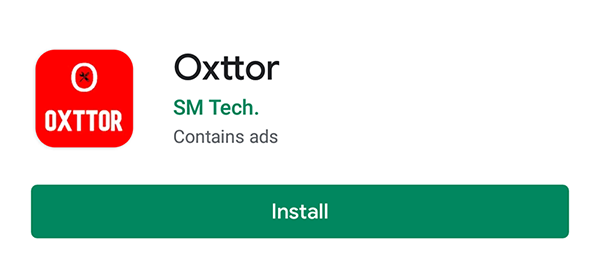 Oxttor
SM Tech.
Contains ads
O
OXTTOR
Install